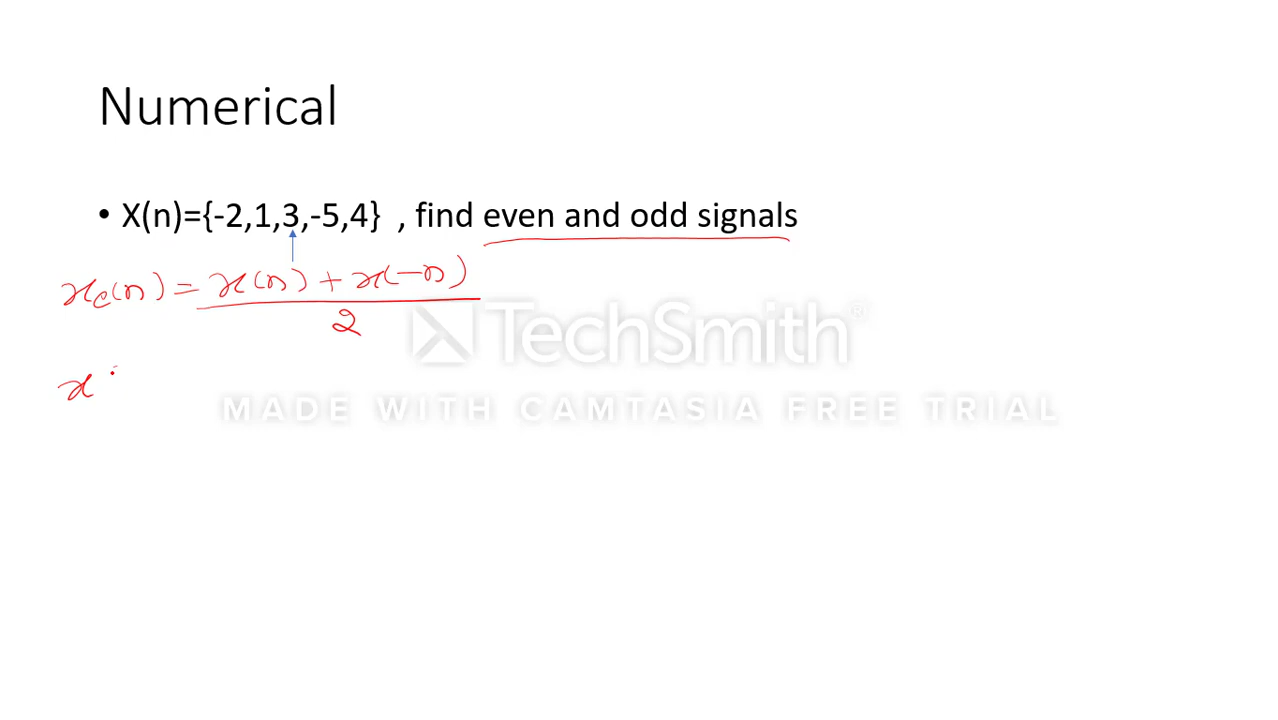 Numerical
• X(n)={-2,1,3,-5,4} , find even and odd signals
xe(n) = x(n) + x(-n)
2
x
TechSmith®
MADE WITH CAMTASIA FREE TRIAL